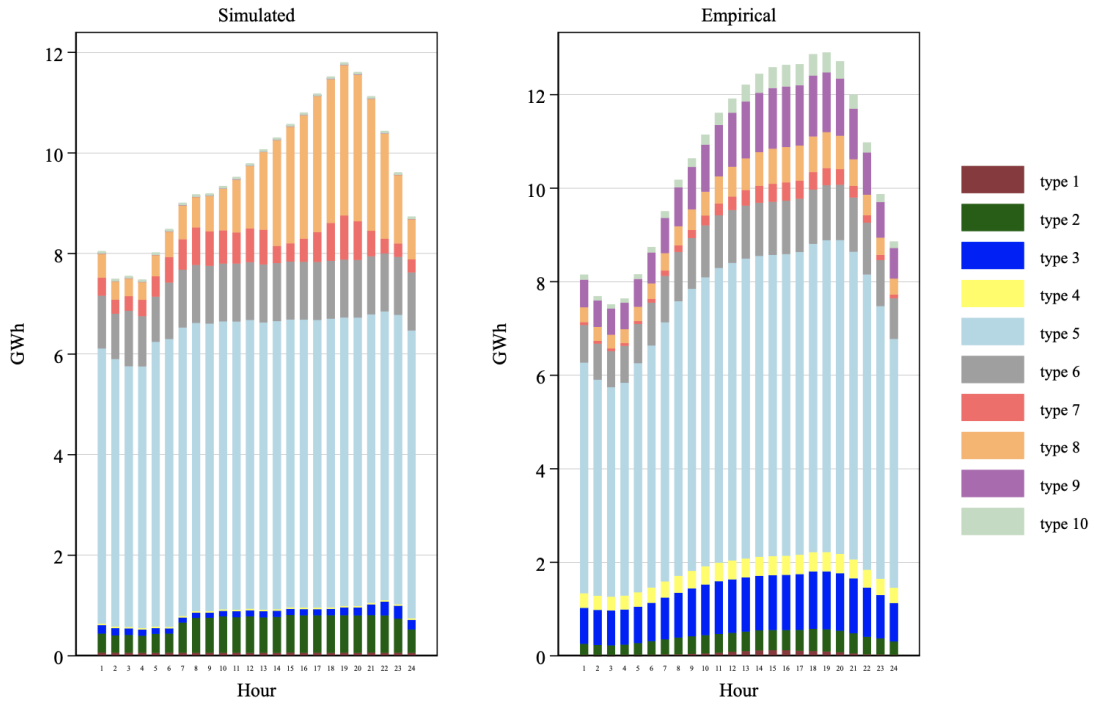 Simulated
12
10
8
6
4
2
0
GWh
1 2 3 4 5 6 7 8 9 10 11 12 13 14 15 16 17 18 19 20 21 22 23 24
Hour
Empirical
12
10
8
6
4
2
0
GWh
1 2 3 4 5 6 7 8 9 10 11 12 13 14 15 16 17 18 19 20 21 22 23 24
Hour
type 1
type 2
type 3
type 4
type 5
type 6
type 7
type 8
type 9
type 10